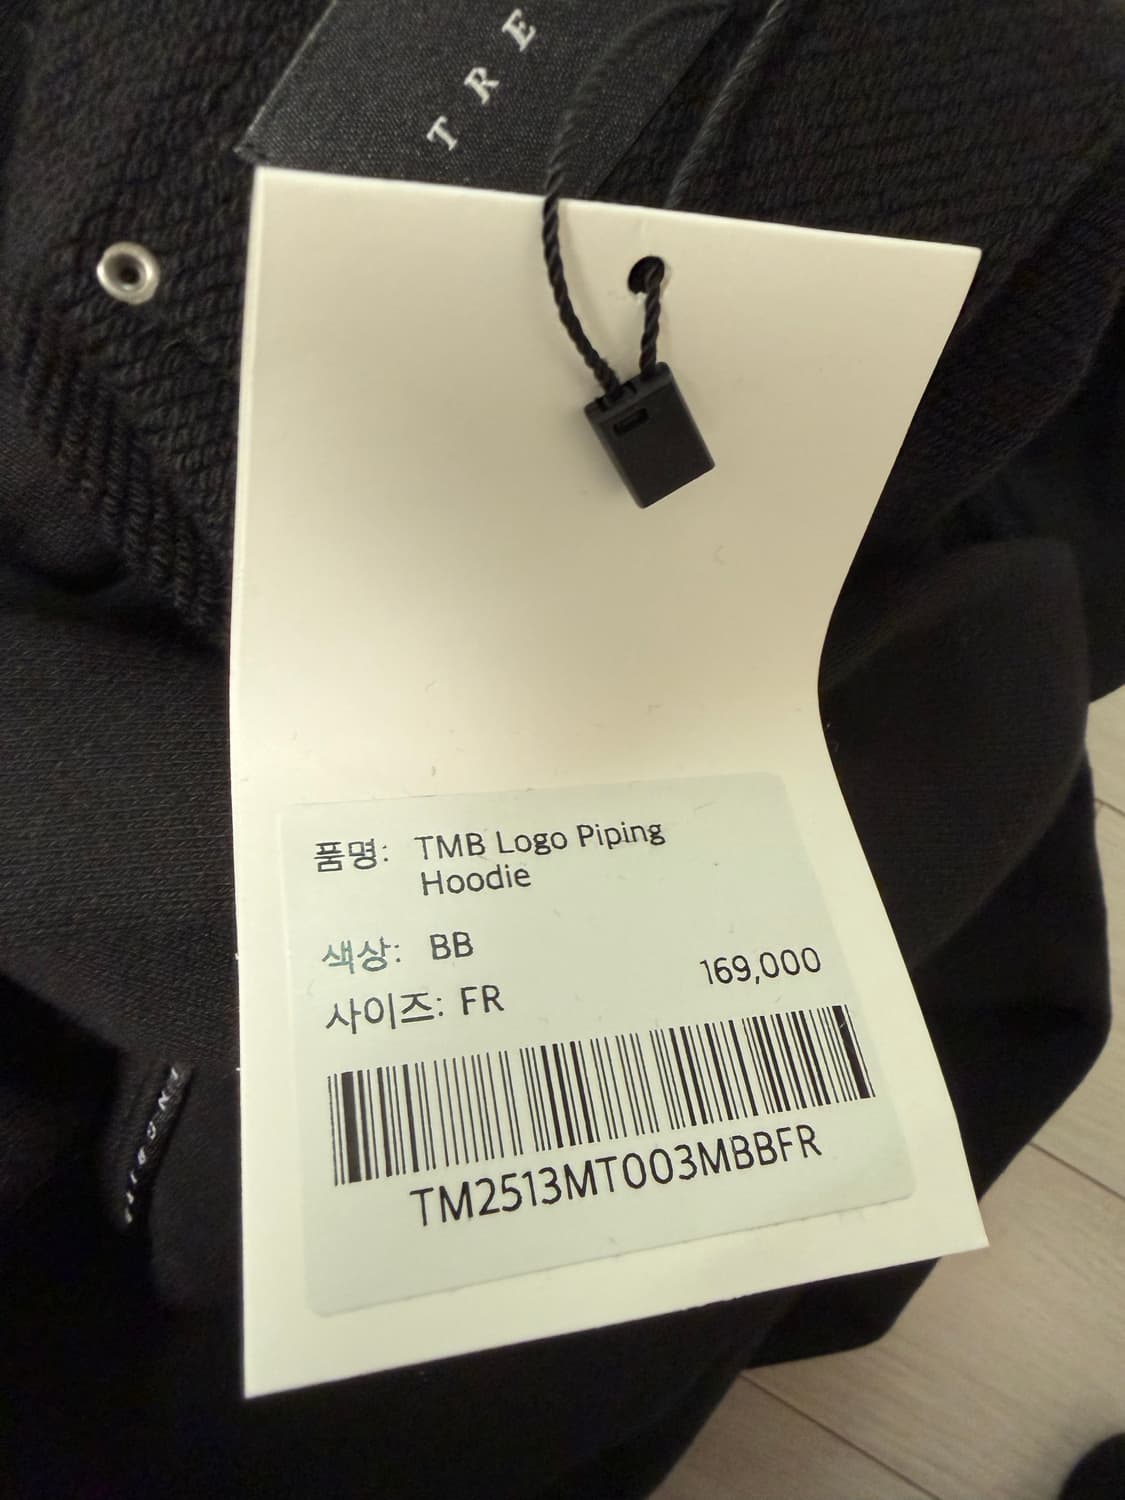 TRE
품명: TMB Logo Piping
Hoodie
색상: BB
사이즈: FR
169,000
TM2513MT003MBBFR